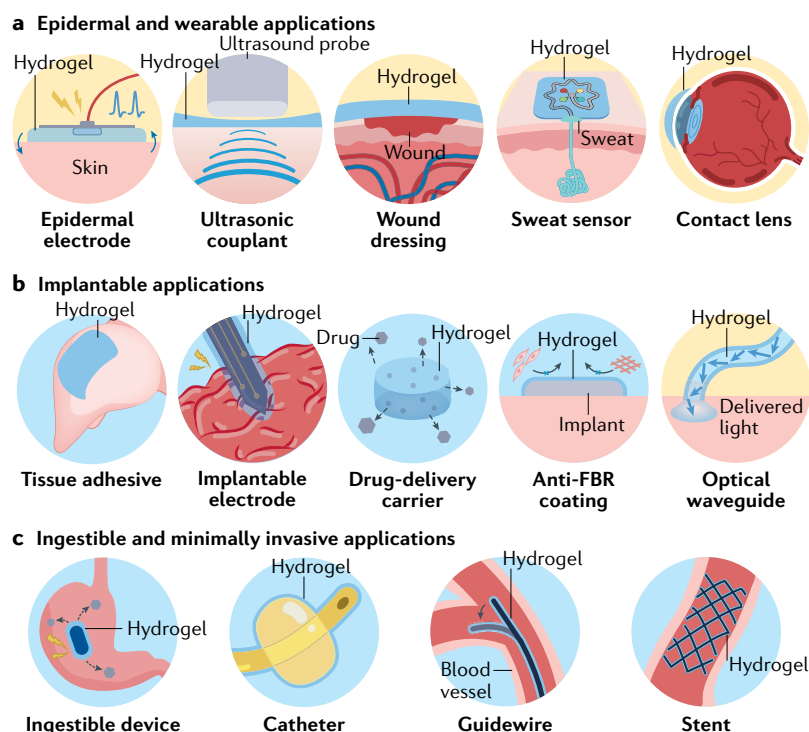 a Epidermal and wearable applications
Hydrogel
Hydrogel
Ultrasound probe
Hydrogel
Hydrogel
Hydrogel
Skin
Wound
Sweat
Epidermal
electrode
Ultrasonic
couplant
Wound
dressing
Sweat sensor
Contact lens
b Implantable applications
Hydrogel
Hydrogel
Drug
Hydrogel
Hydrogel
Implant
Hydrogel
Delivered
light
Tissue adhesive
Implantable
electrode
Drug-delivery
carrier
Anti-FBR
coating
Optical
waveguide
c Ingestible and minimally invasive applications
Hydrogel
Hydrogel
Hydrogel
Blood
vessel
Hydrogel
Ingestible device
Catheter
Guidewire
Stent